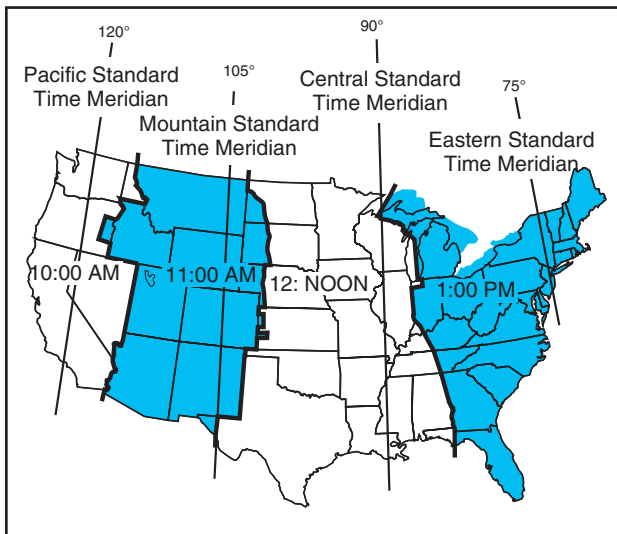 120°
Pacific Standard
Time Meridian
105°
Mountain Standard
Time Meridian
90°
Central Standard
Time Meridian
75°
Eastern Standard
Time Meridian
10:00 AM
11:00 AM
12: NOON
1:00 PM